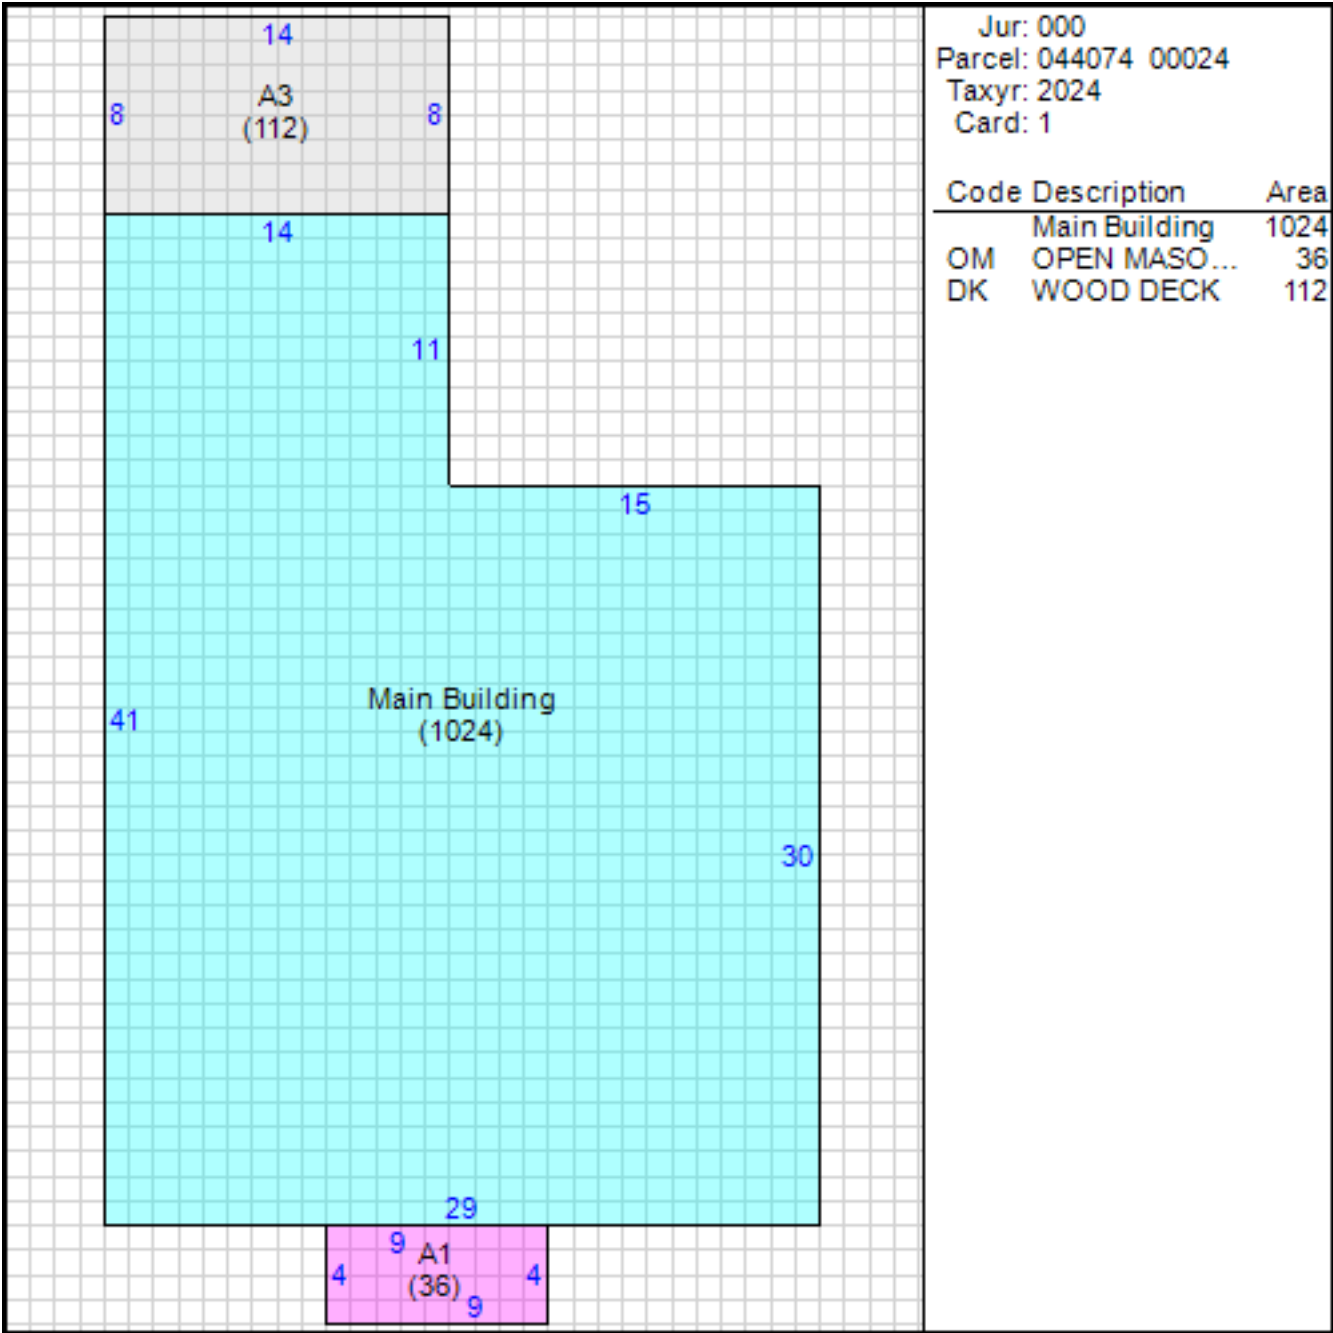 14
A3
8
8
(112)
14
11
15
Main Building
41
(1024)
30
29
9
A1
4
4
(36)
9
Jur: 000
Parcel: 044074 00024
Taxyr: 2024
Card: 1
Code Description Area
Main Building 1024
OM OPEN MASO... 36
DK WOOD DECK 112